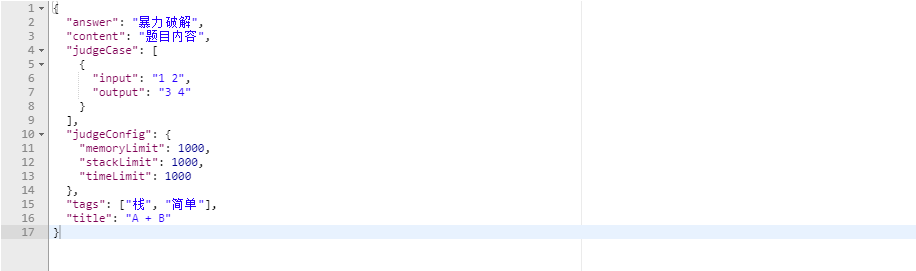 1 {
2 "answer": "暴力破解",
3 "content": "题目内容",
4 "judgeCase": [
5 {
6 "input": "1 2",
7 "output": "3 4"
8 }
9 ],
10 "judgeConfig": {
11 "memoryLimit": 1000,
12 "stackLimit": 1000,
13 "timeLimit": 1000
14 },
15 "tags": ["栈", "简单"],
16 "title": "A + B"
17 }